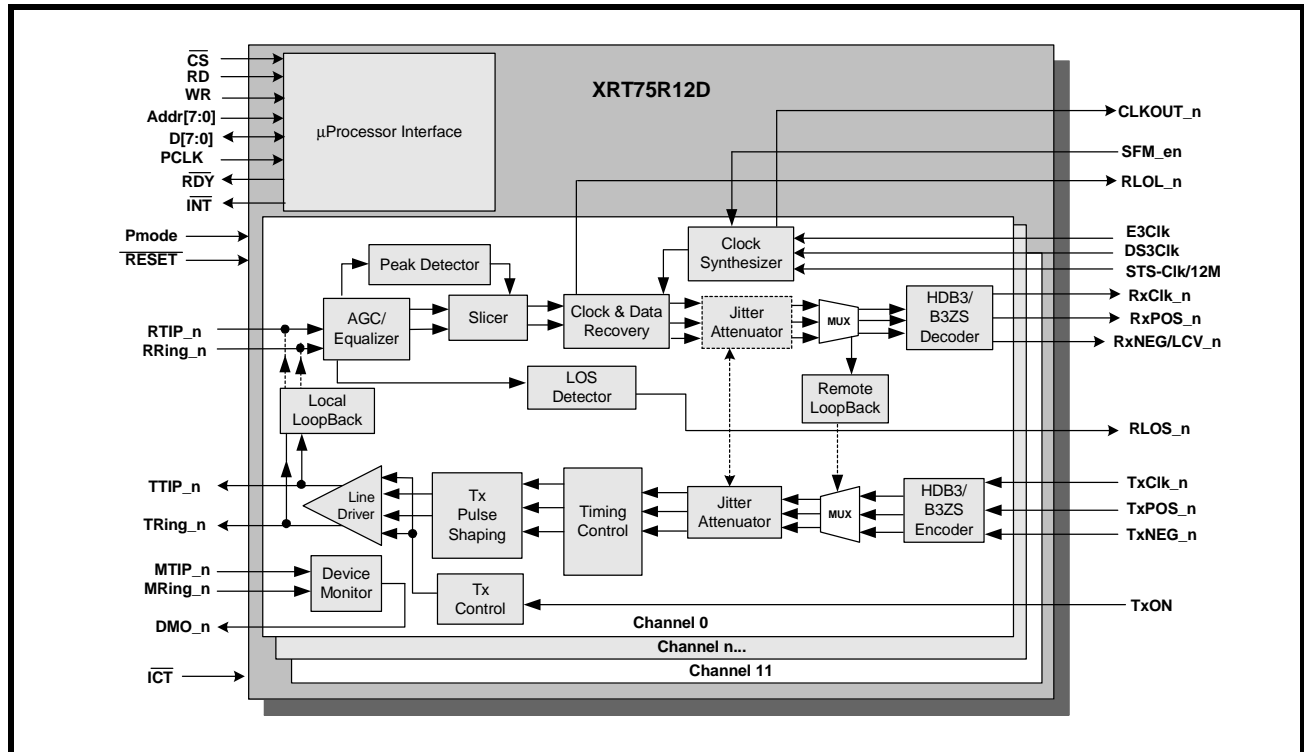 XRT75R12D
CS
RD
WR
Addr[7:0]
D[7:0]
PCLK
RDY
INT
Pmode
RESET
RTIP_n
RRing_n
TTIP_n
TRing_n
MTIP_n
MRing_n
DMO_n
ICT
µProcessor Interface
Peak Detector
AGC/
Equalizer
Slicer
Clock & Data
Recovery
Clock
Synthesizer
Jitter
Attenuator
MUX
HDB3/
B3ZS
Decoder
LOS
Detector
Remote
LoopBack
Local
LoopBack
Line
Driver
Tx
Pulse
Shaping
Timing
Control
Jitter
Attenuator
MUX
HDB3/
B3ZS
Encoder
Device
Monitor
Tx
Control
Channel 0
Channel n...
Channel 11
CLKOUT_n
SFM_en
RLOL_n
E3Clk
DS3Clk
STS-Clk/12M
RxClk_n
RxPOS_n
RxNEG/LCV_n
RLOS_n
TxClk_n
TxPOS_n
TxNEG_n
TxON